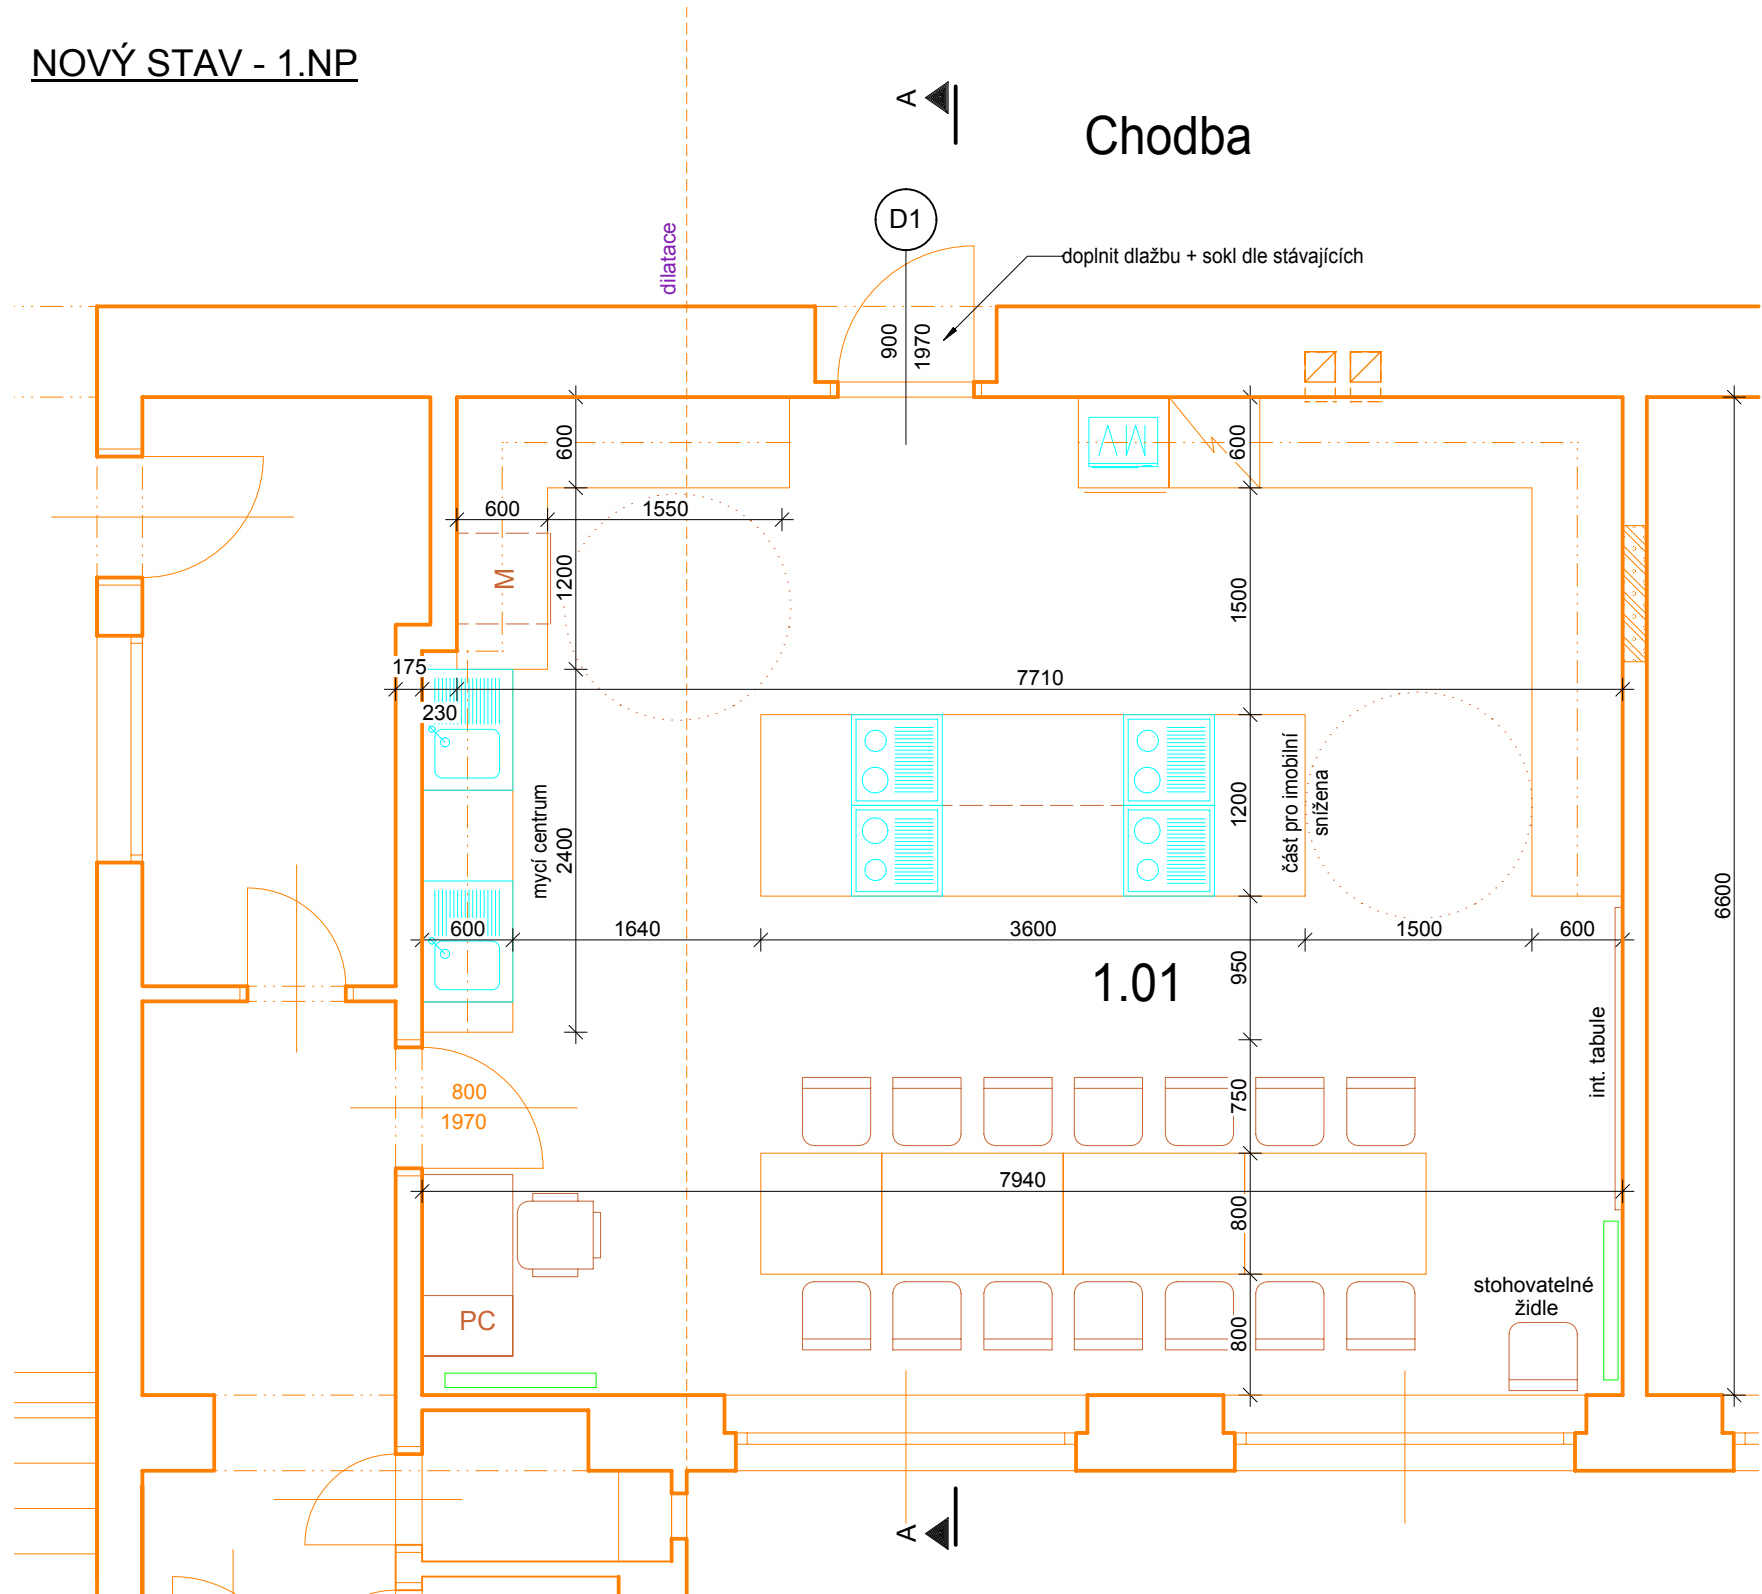 NOVÝ STAV - 1.NP
A
Chodba
D1
dilatace
doplnit dlažbu + sokl dle stávajících
900
1970
600
600
600
1550
M
1200
1500
175
7710
230
mycí centrum
2400
1200
část pro imobilní
snížena
6600
600
1640
3600
1500
600
950
1.01
int. tabule
800
1970
750
7940
800
stohovatelné
židle
PC
800
A